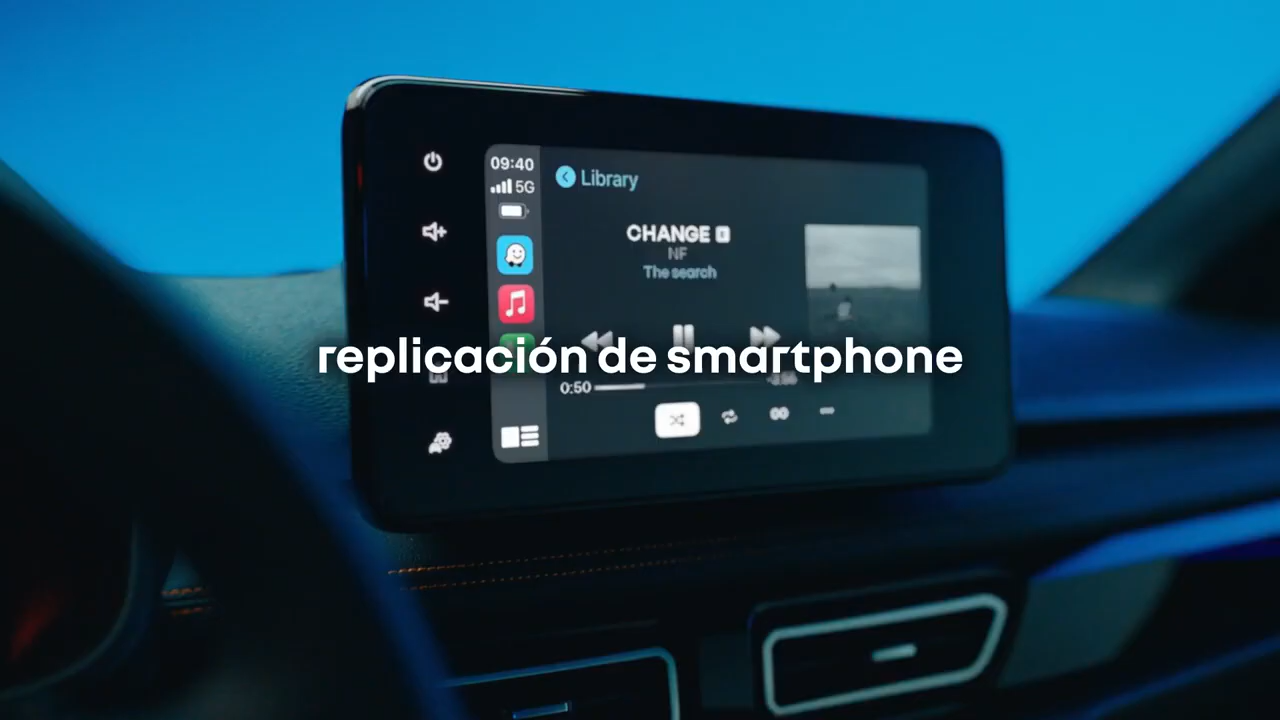 09:40
5G
Library
CHANGE E
NF
The search
replicación de smartphone
0:50